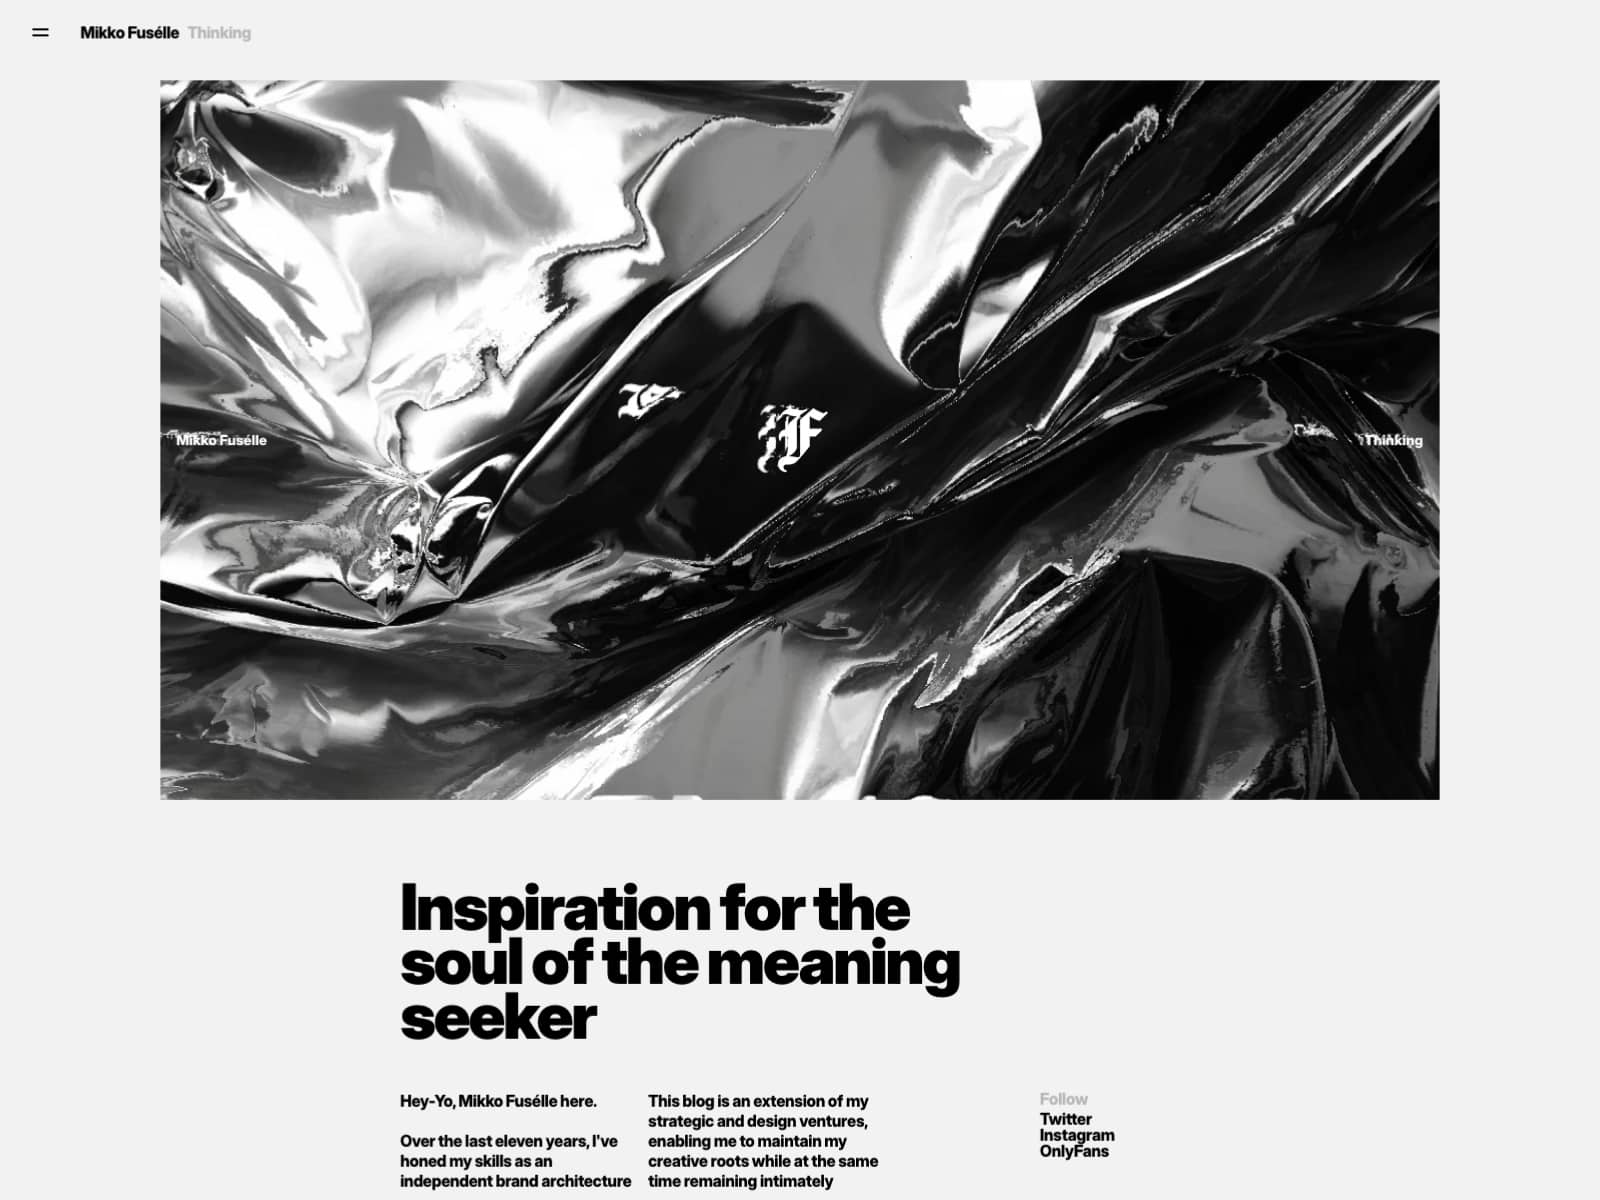 Mikko Fusélle Thinking
Mikko Fusélle
Thinking
Inspiration for the
soul of the meaning
seeker
Hey-Yo, Mikko Fusélle here.
Over the last eleven years, I've
honed my skills as an
independent brand architecture
This blog is an extension of my
strategic and design ventures,
enabling me to maintain my
creative roots while at the same
time remaining intimately
Follow
Twitter
Instagram
OnlyFans